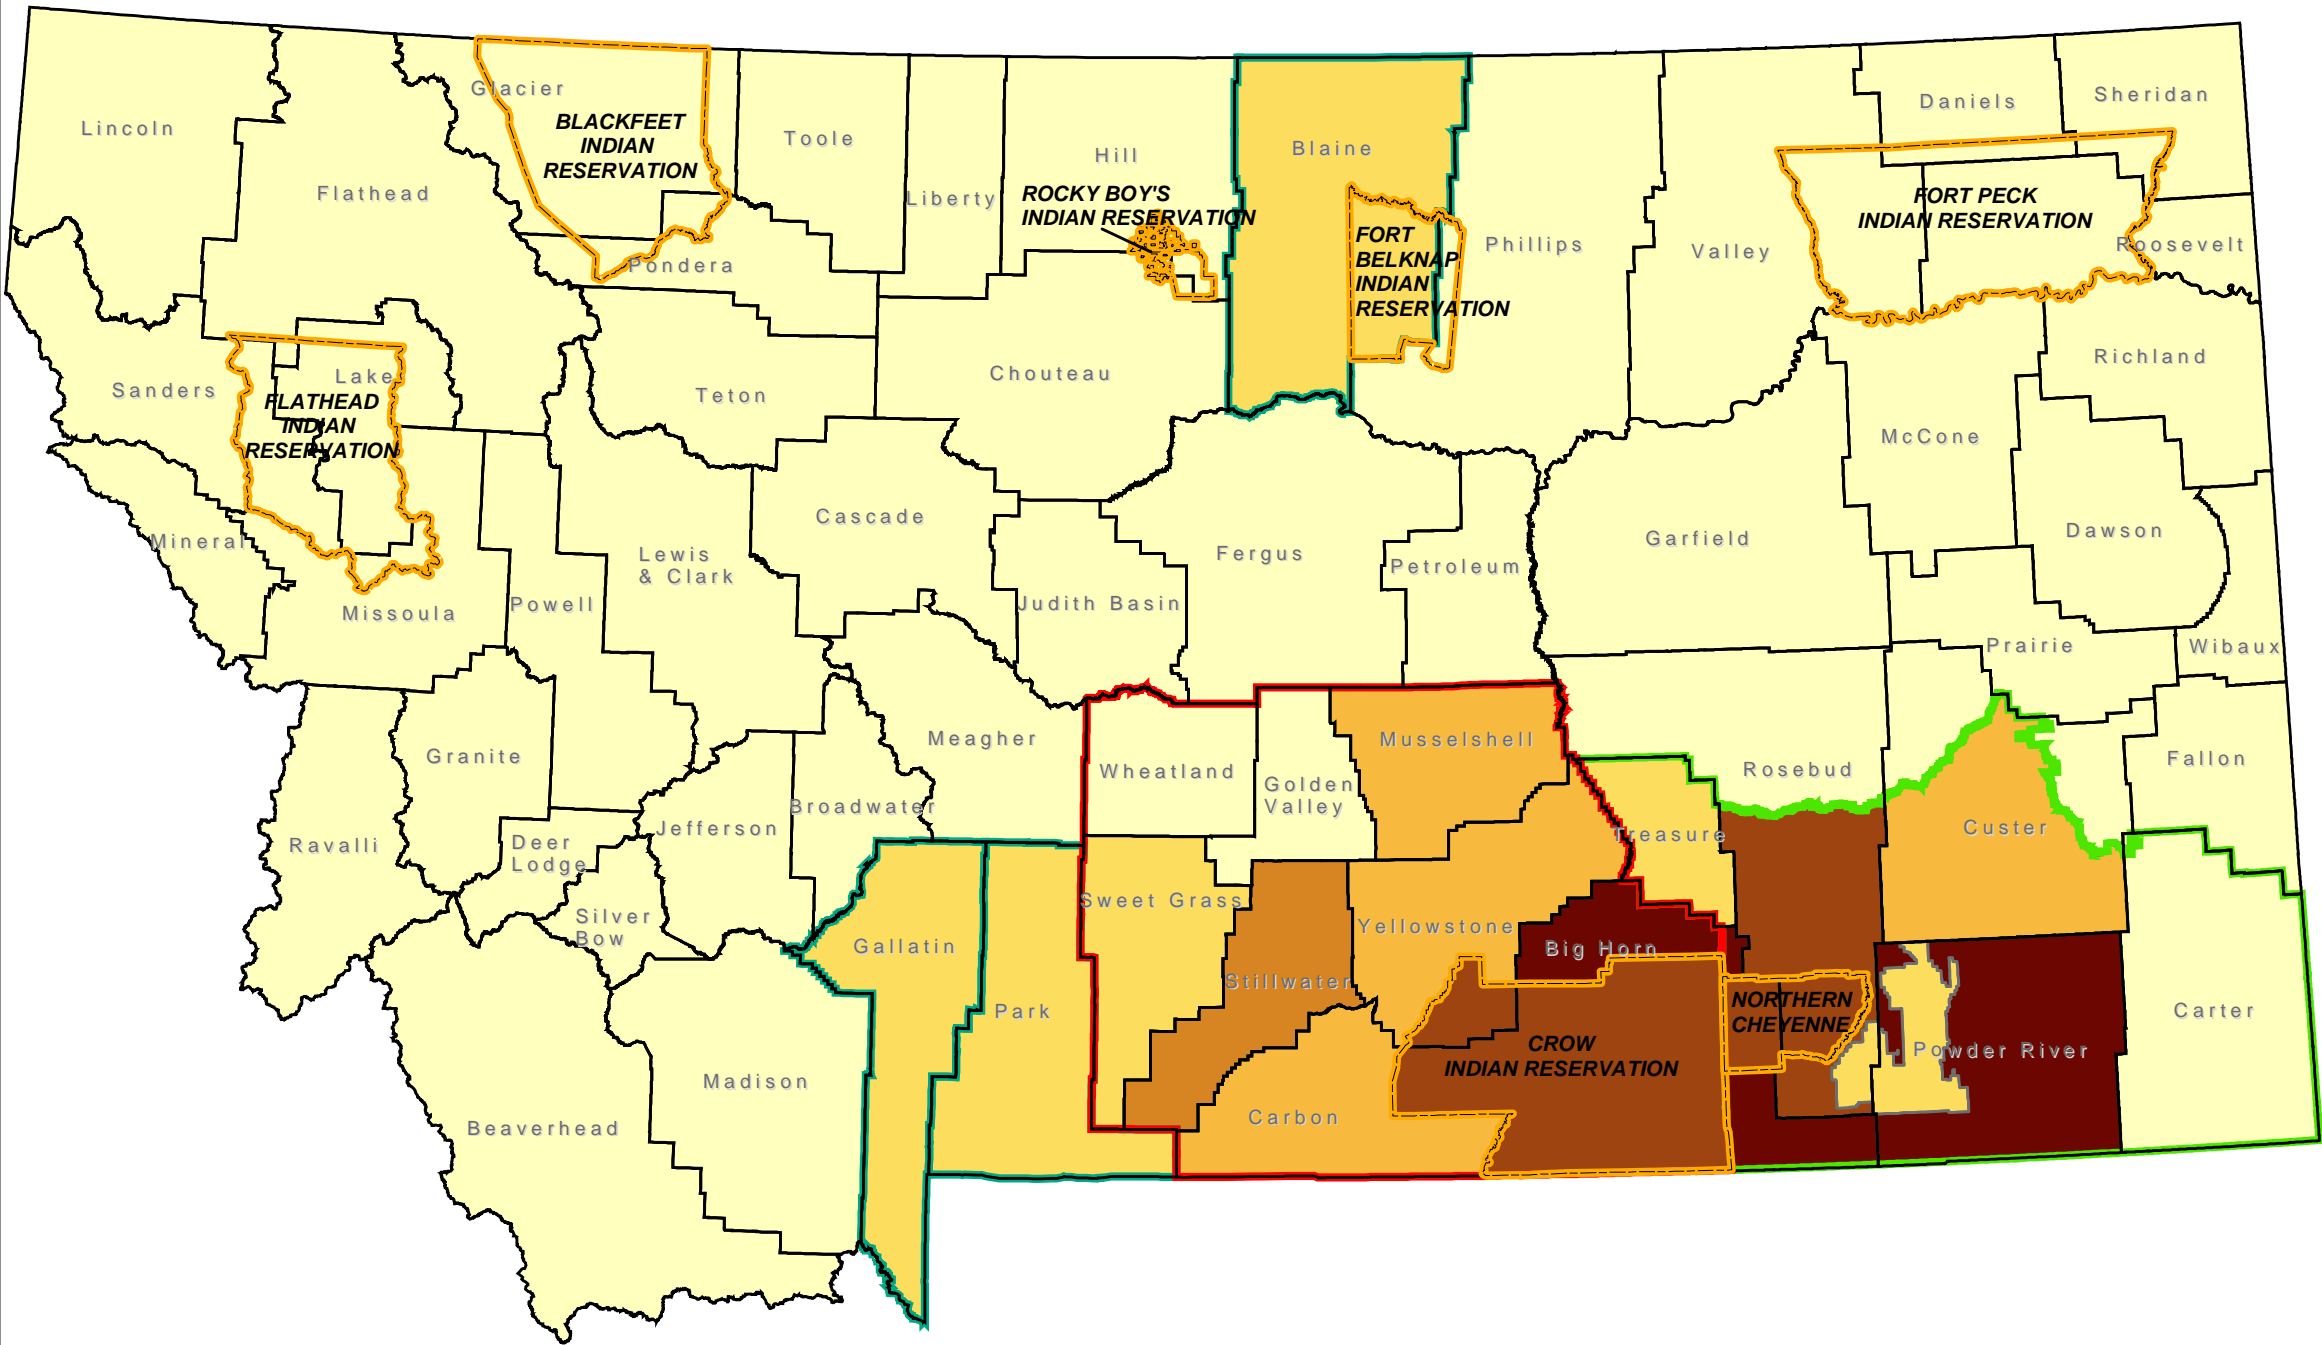 Glacier
Sheridan
Daniels
BLACKFEET
INDIAN
RESERVATION
Lincoln
Toole
Blaine
Hill
Flathead
Liberty
ROCKY BOY'S
INDIAN RESERVATION
FORT PECK
INDIAN RESERVATION
FORT
BELKNAP
INDIAN
RESERVATION
Phillips
Valley
Roosevelt
Pondera
Richland
Lake
Chouteau
Sanders
Teton
FLATHEAD
INDIAN
RESERVATION
McCone
Cascade
Dawson
Mineral
Lewis
& Clark
Fergus
Garfield
Petroleum
Missoula
Powell
Judith Basin
Prairie
Wibaux
Meagher
Musselshell
Granite
Wheatland
Rosebud
Fallon
Golden
Valley
Broadwater
Jefferson
Treasure
Custer
Ravalli
Deer
Lodge
Sweet Grass
Silver
Bow
Gallatin
Yellowstone
Big Horn
Stillwater
Park
NORTHERN
CHEYENNE
Carter
CROW
INDIAN RESERVATION
Powder River
Madison
Carbon
Beaverhead